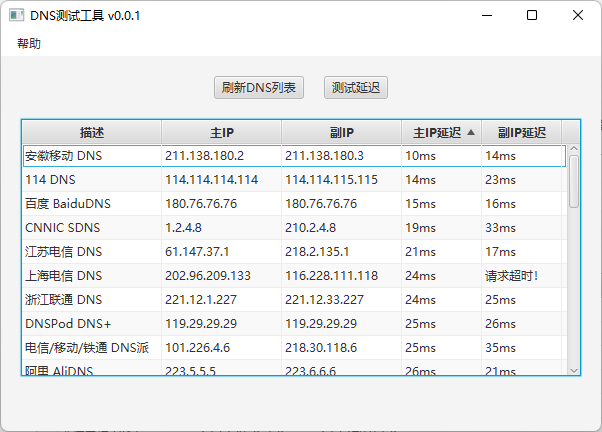 DNS测试工具 v0.0.1
帮助
刷新DNS列表 测试延迟
描述 主IP 副IP 主IP延迟 副IP延迟
安徽移动 DNS 211.138.180.2 211.138.180.3 10ms 14ms
114 DNS 114.114.114.114 114.114.115.115 14ms 23ms
百度 BaiduDNS 180.76.76.76 180.76.76.76 15ms 16ms
CNNIC SDNS 1.2.4.8 210.2.4.8 19ms 33ms
江苏电信 DNS 61.147.37.1 218.2.135.1 21ms 17ms
上海电信 DNS 202.96.209.133 116.228.111.118 24ms 请求超时!
浙江联通 DNS 221.12.1.227 221.12.33.227 24ms 25ms
DNSPod DNS+ 119.29.29.29 119.29.29.29 25ms 26ms
电信/移动/铁通 DNS派 101.226.4.6 218.30.118.6 25ms 35ms
阿里 AliDNS 223.5.5.5 223.6.6.6 26ms 21ms